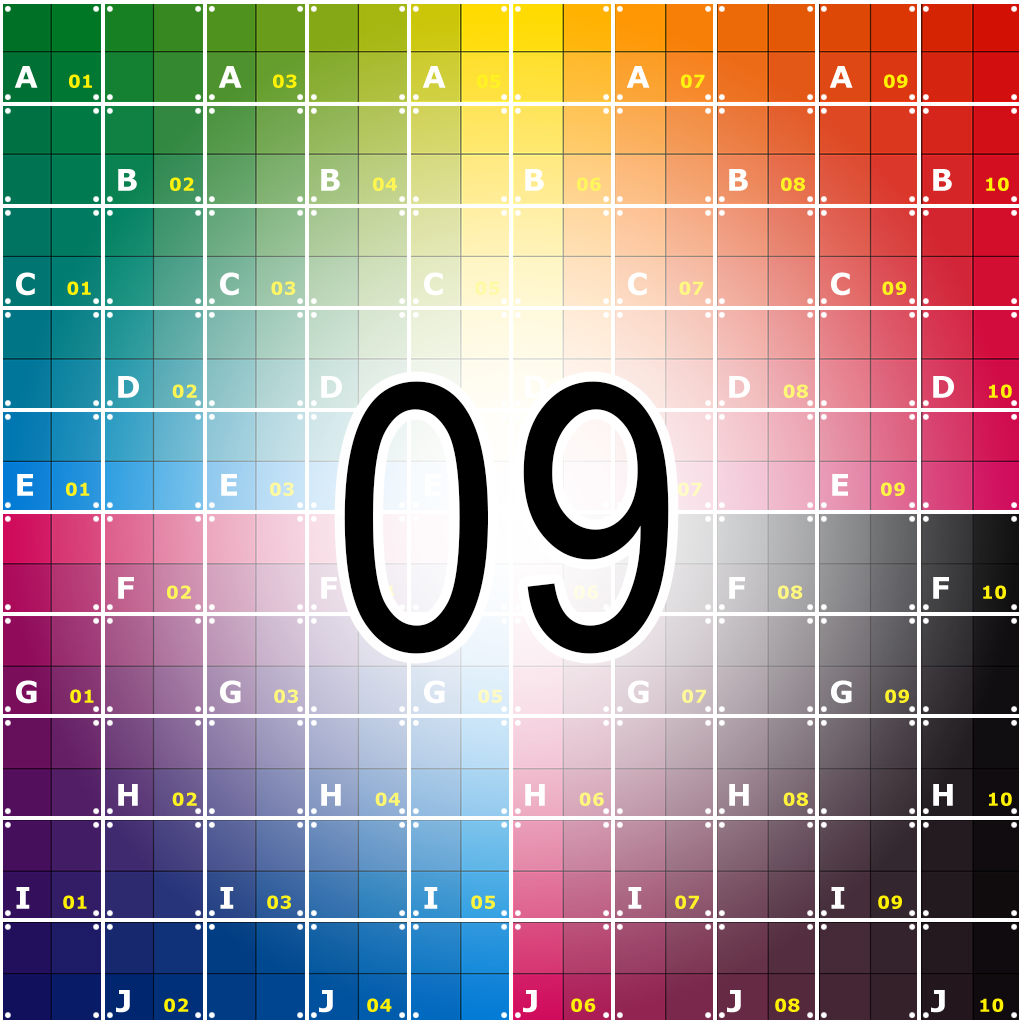 A 01 A 03 A 05 A 07 A 09
B 02 B 04 B 06 B 08 B 10
C 01 C 03 C 05 C 07 C 09
D 02 D D D 08 D 10
E 01 E 03 E 07 E 09
09
F 02 F 06 F 08 F 10
G 01 G 03 G 05 G 07 G 09
H 02 H 04 H 06 H 08 H 10
I 01 I 03 I 05 I 07 I 09
J 02 J 04 J 06 J 08 J 10